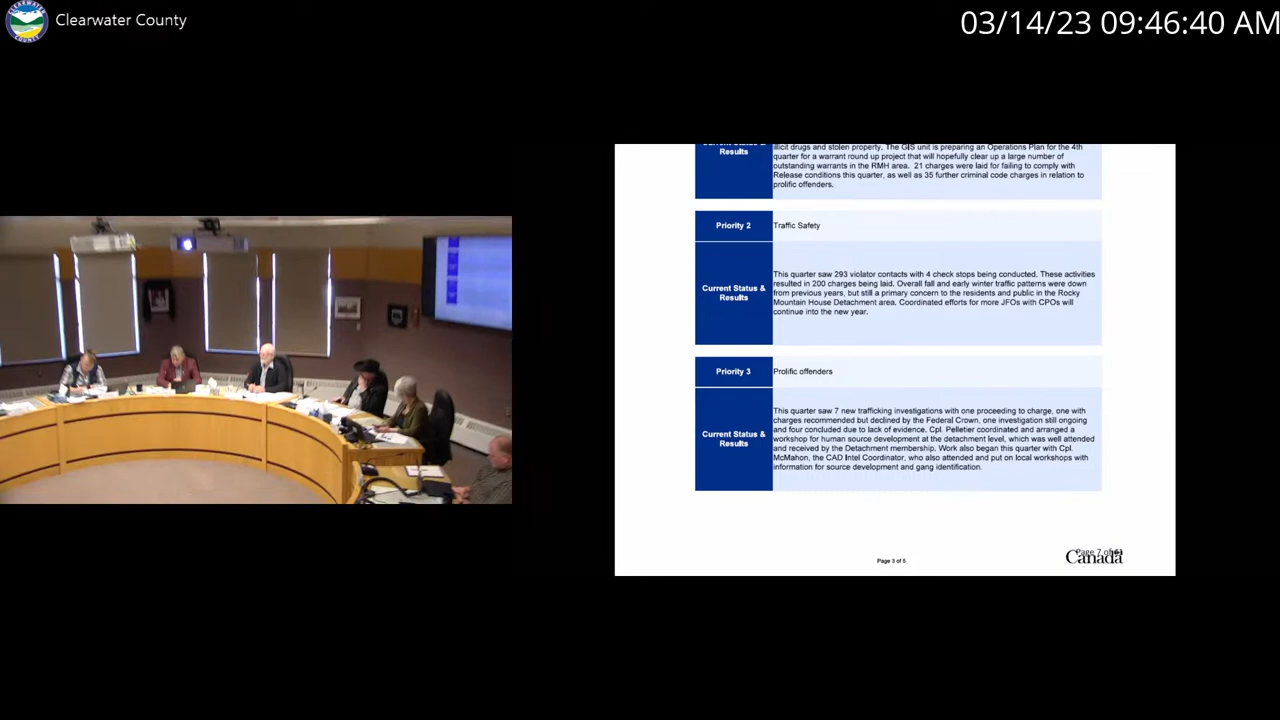 Clearwater County
03/14/23 09:46:40 AM
Results
illicit drugs and stolen property. The GIS unit is preparing an Operations Plan for the 4th
quarter for a warrant round up project that will hopefully clear up a large number of
outstanding warrants in the RMH area. 21 charges were laid for failing to comply with
Release conditions this quarter, as well as 35 further criminal code charges in relation to
prolific offenders.
Priority 2
Traffic Safety
Current Status &
Results
This quarter saw 293 violator contacts with 4 check stops being conducted. These activities
resulted in 200 charges being laid. Overall fall and early winter traffic patterns were down
from previous years, but still a primary concern to the residents and public in the Rocky
Mountain House Detachment area. Coordinated efforts for more JFOs with CPOs will
continue into the new year.
Priority 3
Prolific offenders
Current Status &
Results
This quarter saw 7 new trafficking investigations with one proceeding to charge, one with
charges recommended but declined by the Federal Crown, one investigation still ongoing
and four concluded due to lack of evidence. Cpl. Pelletier coordinated and arranged a
workshop for human source development at the detachment level, which was well attended
and received by the Detachment membership. Work also began this quarter with Cpl.
McMahon, the CAD Intel Coordinator, who also attended and put on local workshops with
information for source development and gang identification.
Page 3 of 5
Page 7 of
Canada